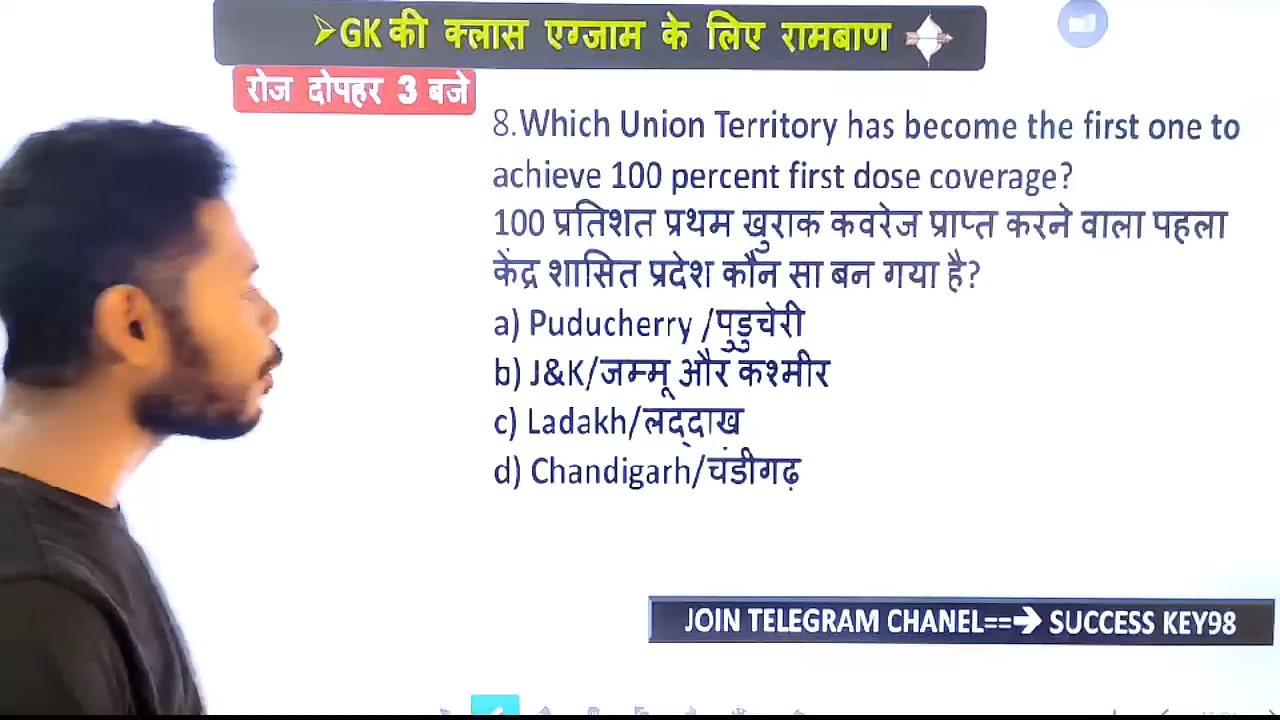 ➢GK की क्लास एग्जाम के लिए रामबाण
रोज दोपहर 3 बजे
8.Which Union Territory has become the first one to
achieve 100 percent first dose coverage?
100 प्रतिशत प्रथम खुराक कवरेज प्राप्त करने वाला पहला
केंद्र शासित प्रदेश कौन सा बन गया है?
a) Puducherry /पुडुचेरी
b) J&K/जम्मू और कश्मीर
c) Ladakh/लद्दाख
d) Chandigarh/चंडीगढ़
JOIN TELEGRAM CHANEL==➔ SUCCESS KEY98